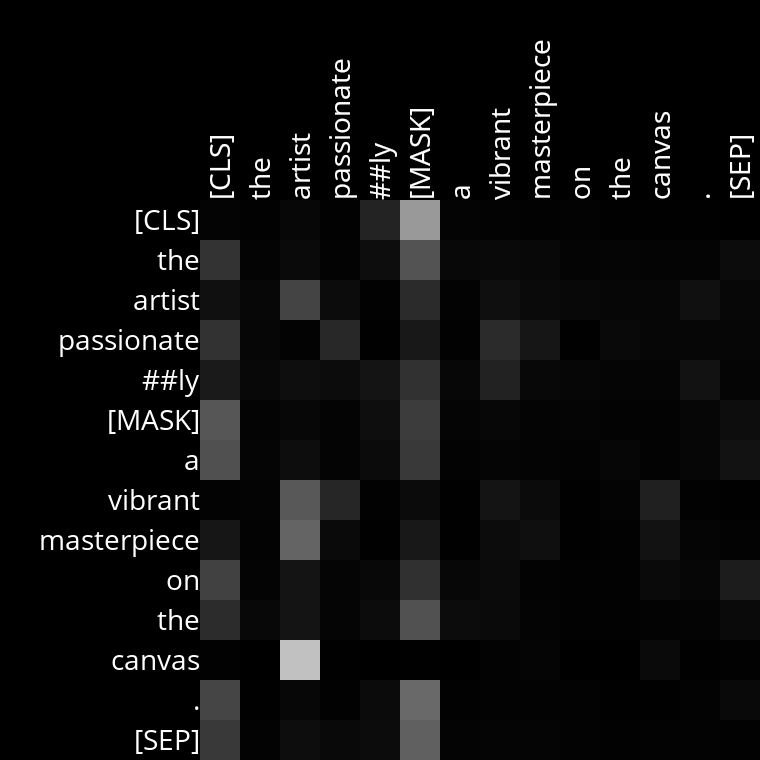 [CLS] the artist passionate ##ly [MASK] a vibrant masterpiece on the canvas . [SEP]
[CLS]
the
artist
passionate
##ly
[MASK]
a
vibrant
masterpiece
on
the
canvas
.
[SEP]